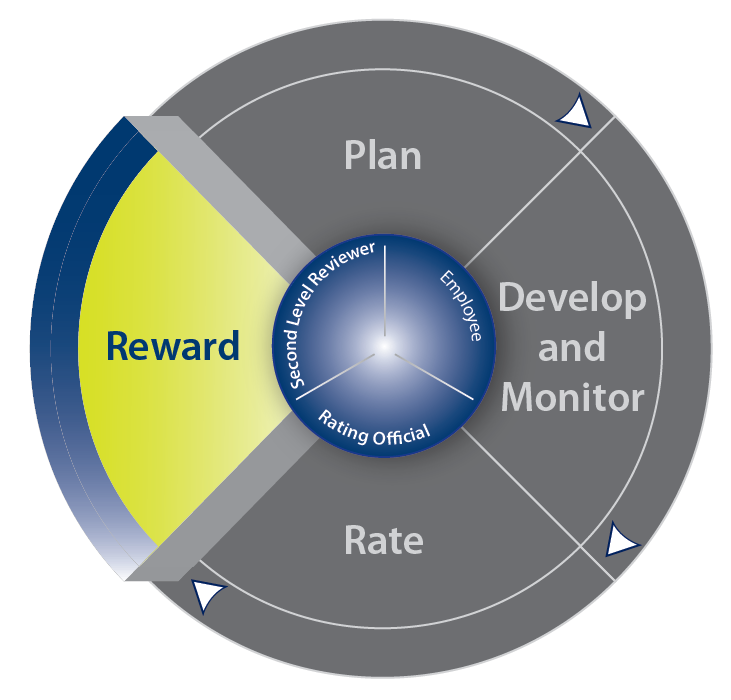 Plan
Second Level Reviewer
Employee
Develop
and
Monitor
Reward
Rating Official
Rate